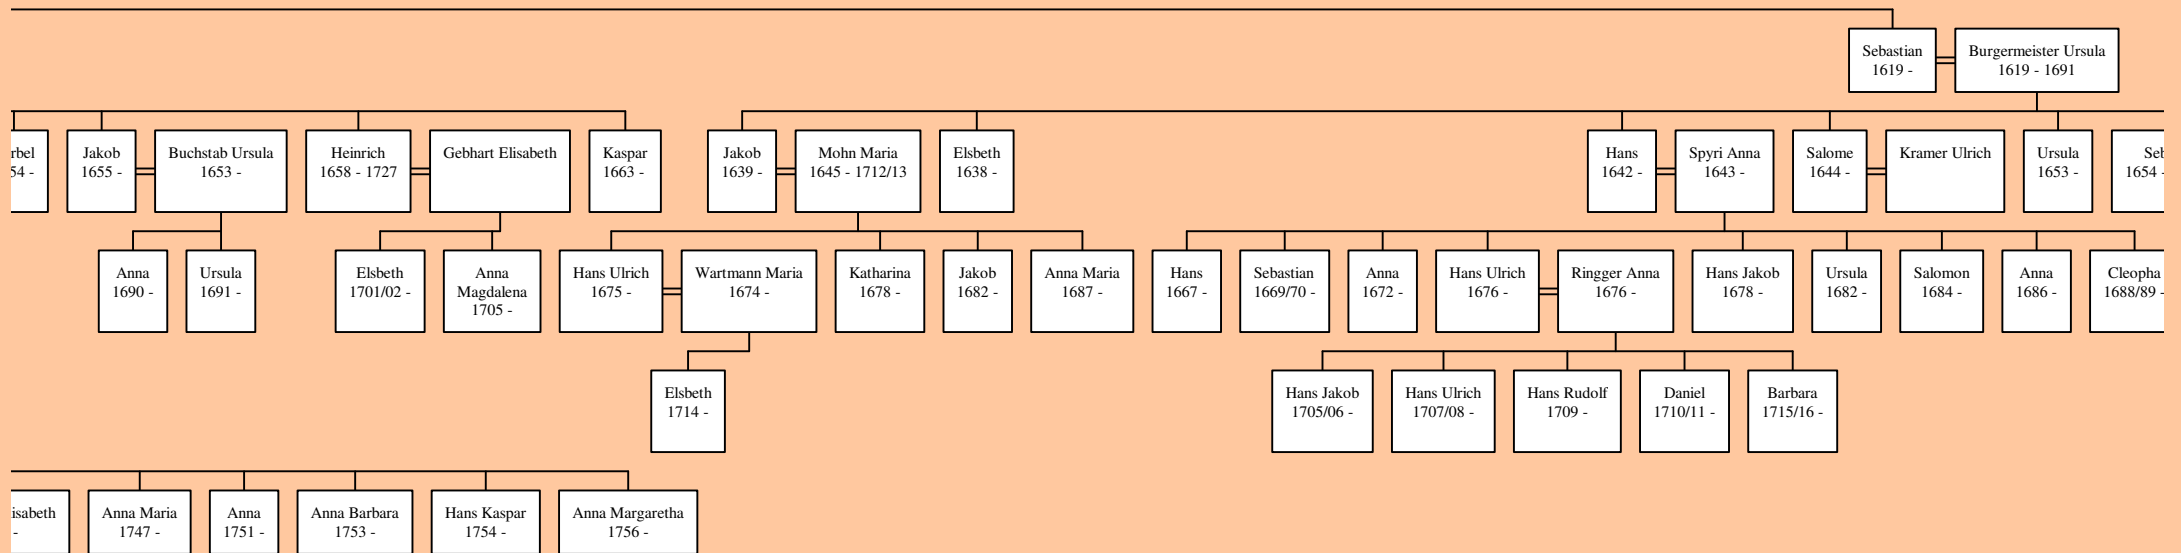 Sebastian
1619 -
Burgermeister Ursula
1619 - 1691
Jakob
1655 -
Buchstab Ursula
1653 -
Heinrich
1658 - 1727
Gebhart Elisabeth
Kaspar
1663 -
Jakob
1639 -
Mohn Maria
1645 - 1712/13
Elsbeth
1638 -
Hans
1642 -
Spyri Anna
1643 -
Salome
1644 -
Kramer Ulrich
Ursula
1653 -
1654 -
Anna
1690 -
Ursula
1691 -
Elsbeth
1701/02 -
Anna
Magdalena
1705 -
Hans Ulrich
1675 -
Wartmann Maria
1674 -
Katharina
1678 -
Jakob
1682 -
Anna Maria
1687 -
Hans
1667 -
Sebastian
1669/70 -
Anna
1672 -
Hans Ulrich
1676 -
Ringger Anna
1676 -
Hans Jakob
1678 -
Ursula
1682 -
Salomon
1684 -
Anna
1686 -
Cleopha
1688/89 -
Elsbeth
1714 -
Hans Jakob
1705/06 -
Hans Ulrich
1707/08 -
Hans Rudolf
1709 -
Daniel
1710/11 -
Barbara
1715/16 -
Anna Maria
1747 -
Anna
1751 -
Anna Barbara
1753 -
Hans Kaspar
1754 -
Anna Margaretha
1756 -